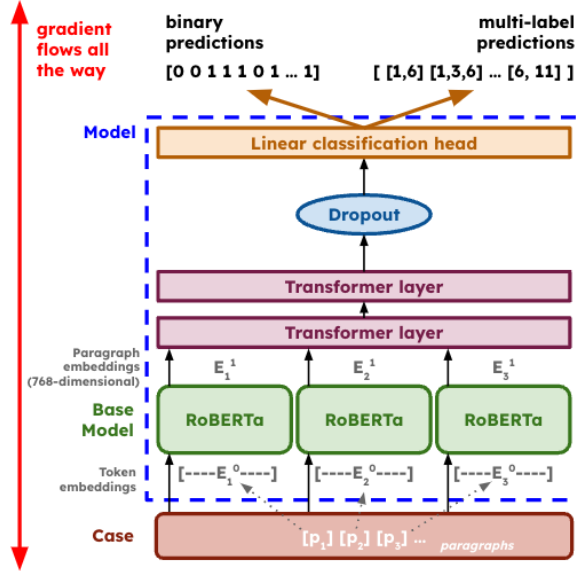 gradient
flows all
the way
binary
predictions
[0 0 1 1 1 0 1 ... 1]
multi-label
predictions
[ [1,6] [1,3,6] ... [6, 11] ]
Model
Linear classification head
Dropout
Transformer layer
Transformer layer
Paragraph
embeddings
(768-dimensional)
E₁¹ E₂¹ E₃¹
Base
Model
RoBERTa RoBERTa RoBERTa
Token
embeddings
[----E₁⁰----] [----E₂⁰----] [----E₃⁰----]
Case
[p₁] [p₂] [p₃] ... paragraphs